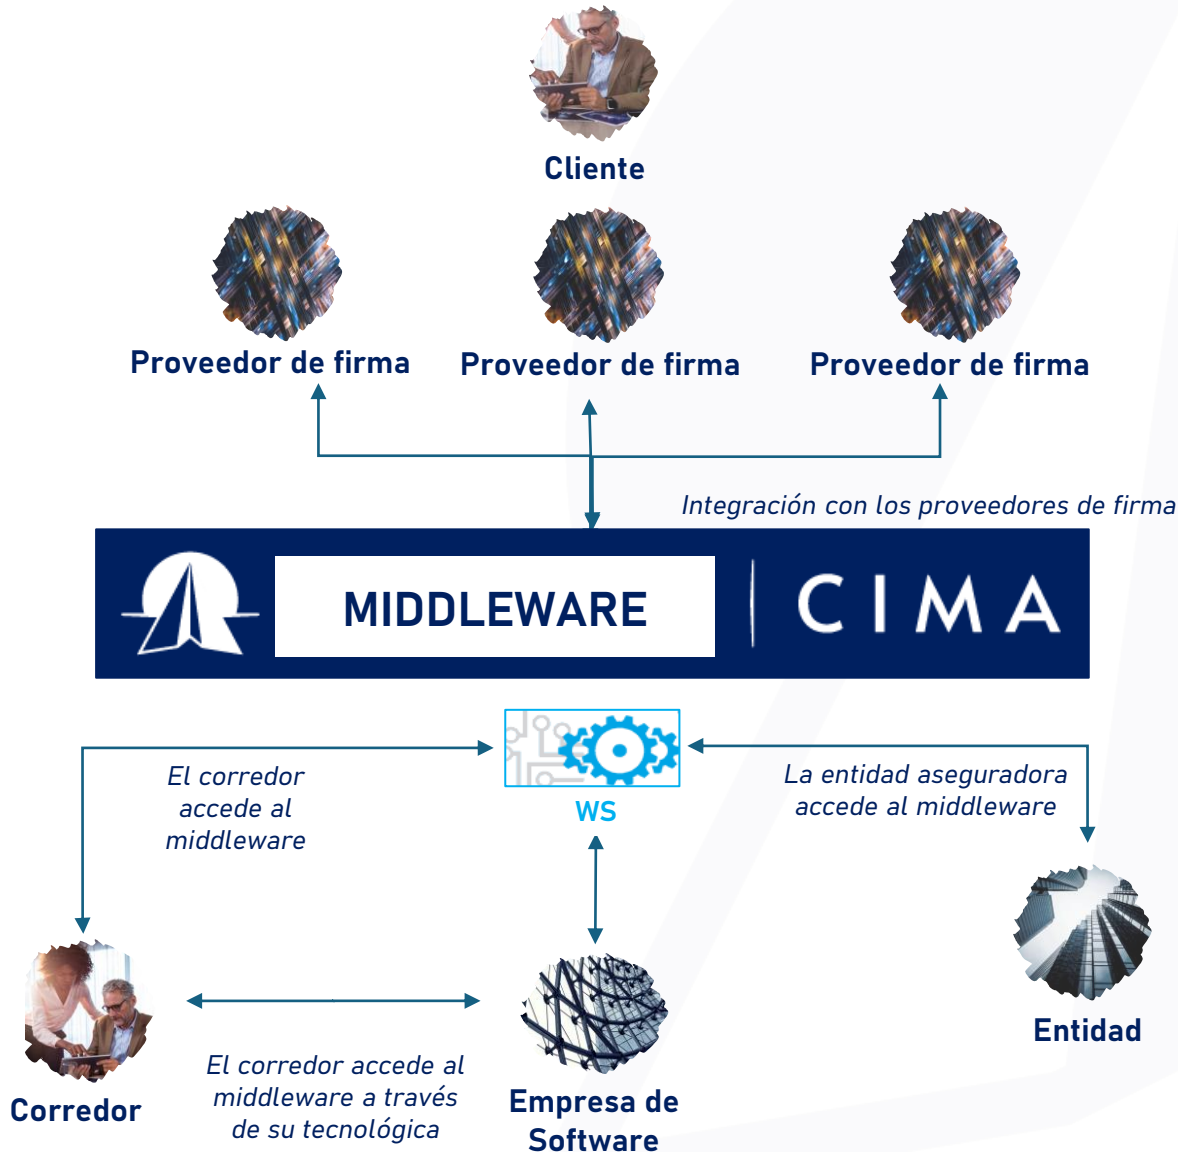 Cliente
Proveedor de firma
Proveedor de firma
Proveedor de firma
Integración con los proveedores de firma
MIDDLEWARE
CIMA
El corredor
accede al
middleware
WS
La entidad aseguradora
accede al middleware
Corredor
El corredor accede al
middleware a través
de su tecnológica
Empresa de
Software
Entidad